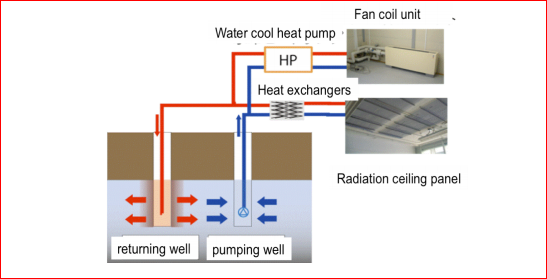 Fan coil unit
Water cool heat pump
HP
Heat exchangers
Radiation ceiling panel
returning well
pumping well